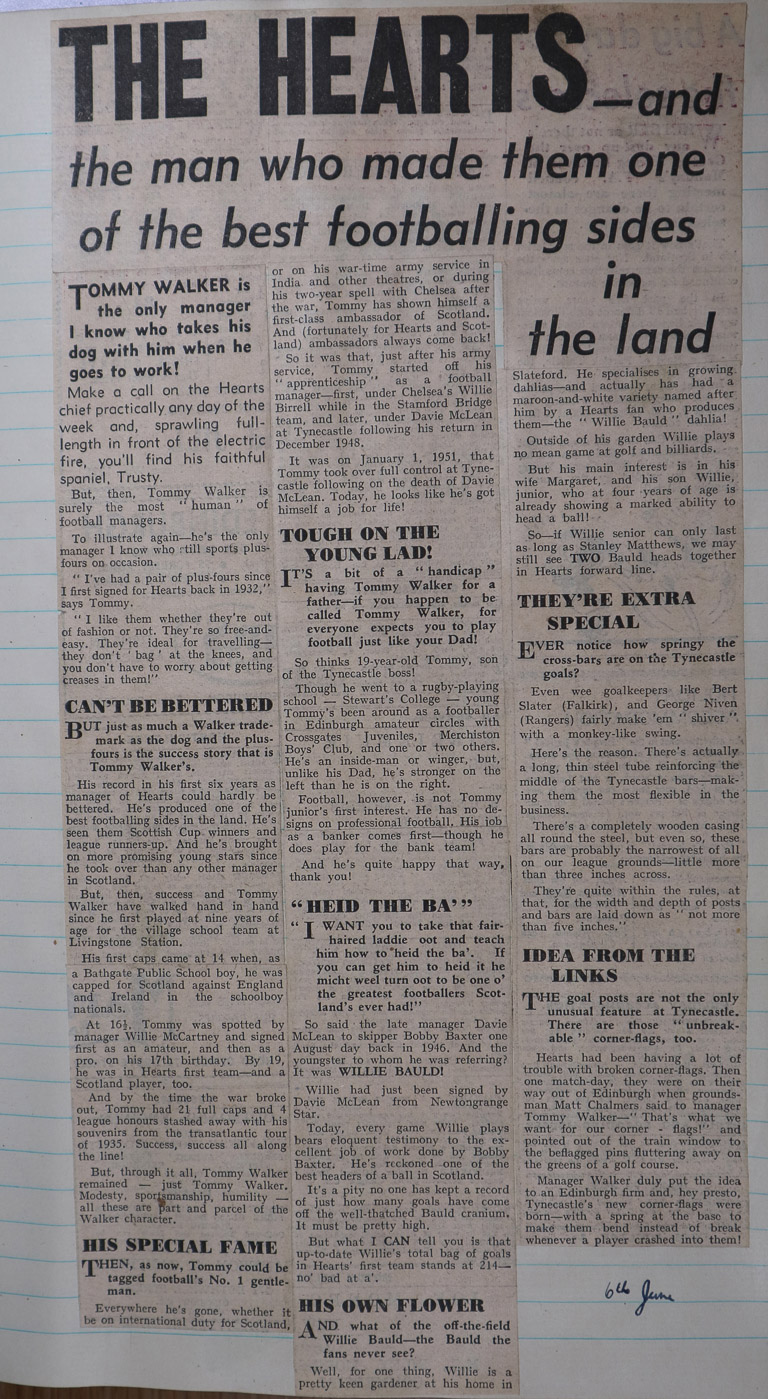 THE HEARTS—and
the man who made them one
of the best footballing sides
in
the land
TOMMY WALKER is
the only manager
I know who takes his
dog with him when he
goes to work!
Make a call on the Hearts
chief practically any day of the
week and, sprawling full-
length in front of the electric
fire, you'll find his faithful
spaniel, Trusty.
But, then, Tommy Walker is
surely the most "human" of
football managers.
To illustrate again—he's the only
manager I know who still sports plus-
fours on occasion.
"I've had a pair of plus-fours since
I first signed for Hearts back in 1932,"
says Tommy.
"I like them whether they're out
of fashion or not. They're so free-and-
easy. They're ideal for travelling—
they don't 'bag' at the knees, and
you don't have to worry about getting
creases in them!"
CAN'T BE BETTERED
BUT just as much a Walker trade-
mark as the dog and the plus-
fours is the success story that is
Tommy Walker's.
His record in his first six years as
manager of Hearts could hardly be
bettered. He's produced one of the
best footballing sides in the land. He's
seen them Scottish Cup winners and
league runners-up. And he's brought
on more promising young stars since
he took over than any other manager
in Scotland.
But, then, success and Tommy
Walker have walked hand in hand
since he first played at nine years of
age for the village school team at
Livingstone Station.
His first caps came at 14 when, as
a Bathgate Public School boy, he was
capped for Scotland against England
and Ireland in the schoolboy
nationals.
At 16½, Tommy was spotted by
manager Willie McCartney and signed
first as an amateur, and then as a
pro. on his 17th birthday. By 19,
he was in Hearts first team—and a
Scotland player, too.
And by the time the war broke
out, Tommy had 21 full caps and 4
league honours stashed away with his
souvenirs from the transatlantic tour
of 1935. Success, success all along
the line!
But, through it all, Tommy Walker
remained — just Tommy Walker.
Modesty, sportsmanship, humility —
all these are part and parcel of the
Walker character.
HIS SPECIAL FAME
THEN, as now, Tommy could be
tagged football's No. 1 gentle-
man.
Everywhere he's gone, whether it
be on international duty for Scotland,
or on his war-time army service in
India and other theatres, or during
his two-year spell with Chelsea after
the war, Tommy has shown himself a
first-class ambassador of Scotland.
And (fortunately for Hearts and Scot-
land) ambassadors always come back!
So it was that, just after his army
service, Tommy started off his
"apprenticeship" as a football
manager—first, under Chelsea's Willie
Birrell while in the Stamford Bridge
team, and later, under Davie McLean
at Tynecastle following his return in
December 1948.
It was on January 1, 1951, that
Tommy took over full control at Tyne-
castle following on the death of Davie
McLean. Today, he looks like he's got
himself a job for life!
TOUGH ON THE
YOUNG LAD!
IT'S a bit of a "handicap"
having Tommy Walker for a
father—if you happen to be
called Tommy Walker, for
everyone expects you to play
football just like your Dad!
So thinks 19-year-old Tommy, son
of the Tynecastle boss!
Though he went to a rugby-playing
school — Stewart's College — young
Tommy's been around as a footballer
in Edinburgh amateur circles with
Crossgates Juveniles, Merchiston
Boys' Club, and one or two others.
He's an inside-man or winger, but,
unlike his Dad, he's stronger on the
left than he is on the right.
Football, however, is not Tommy
junior's first interest. He has no de-
signs on professional football. His job
as a banker comes first—though he
does play for the bank team!
And he's quite happy that way,
thank you!
"HEID THE BA'"
"I WANT you to take that fair-
haired laddie oot and teach
him how to 'heid the ba'. If
you can get him to heid it he
micht weel turn oot to be one o'
the greatest footballers Scot-
land's ever had!"
So said the late manager Davie
McLean to skipper Bobby Baxter one
August day back in 1946. And the
youngster to whom he was referring?
It was WILLIE BAULD!
Willie had just been signed by
Davie McLean from Newtongrange
Star.
Today, every game Willie plays
bears eloquent testimony to the ex-
cellent job of work done by Bobby
Baxter. He's reckoned one of the
best headers of a ball in Scotland.
It's a pity no one has kept a record
of just how many goals have come
off the well-thatched Bauld cranium.
It must be pretty high.
But what I CAN tell you is that
up-to-date Willie's total bag of goals
in Hearts' first team stands at 214—
no' bad at a'.
HIS OWN FLOWER
AND what of the off-the-field
Willie Bauld—the Bauld the
fans never see?
Well, for one thing, Willie is a
pretty keen gardener at his home in
Slateford. He specialises in growing
dahlias—and actually has had a
maroon-and-white variety named after
him by a Hearts fan who produces
them—the "Willie Bauld" dahlia!
Outside of his garden Willie plays
no mean game at golf and billiards.
But his main interest is in his
wife Margaret, and his son Willie,
junior, who at four years of age is
already showing a marked ability to
head a ball!
So—if Willie senior can only last
as long as Stanley Matthews, we may
still see TWO Bauld heads together
in Hearts forward line.
THEY'RE EXTRA
SPECIAL
EVER notice how springy the
cross-bars are on the Tynecastle
goals?
Even wee goalkeepers like Bert
Slater (Falkirk), and George Niven
(Rangers) fairly make 'em "shiver"
with a monkey-like swing.
Here's the reason. There's actually
a long, thin steel tube reinforcing the
middle of the Tynecastle bars—mak-
ing them the most flexible in the
business.
There's a completely wooden casing
all round the steel, but even so, these
bars are probably the narrowest of all
on our league grounds—little more
than three inches across.
They're quite within the rules, at
that, for the width and depth of posts
and bars are laid down as "not more
than five inches."
IDEA FROM THE
LINKS
THE goal posts are not the only
unusual feature at Tynecastle.
There are those "unbreak-
able" corner-flags, too.
Hearts had been having a lot of
trouble with broken corner-flags. Then
one match-day, they were on their
way out of Edinburgh when grounds-
man Matt Chalmers said to manager
Tommy Walker—"That's what we
want for our corner - flags!" and
pointed out of the train window to
the beflagged pins fluttering away on
the greens of a golf course.
Manager Walker duly put the idea
to an Edinburgh firm and, hey presto,
Tynecastle's new corner-flags were
born—with a spring at the base to
make them bend instead of break
whenever a player crashed into them!
6th June